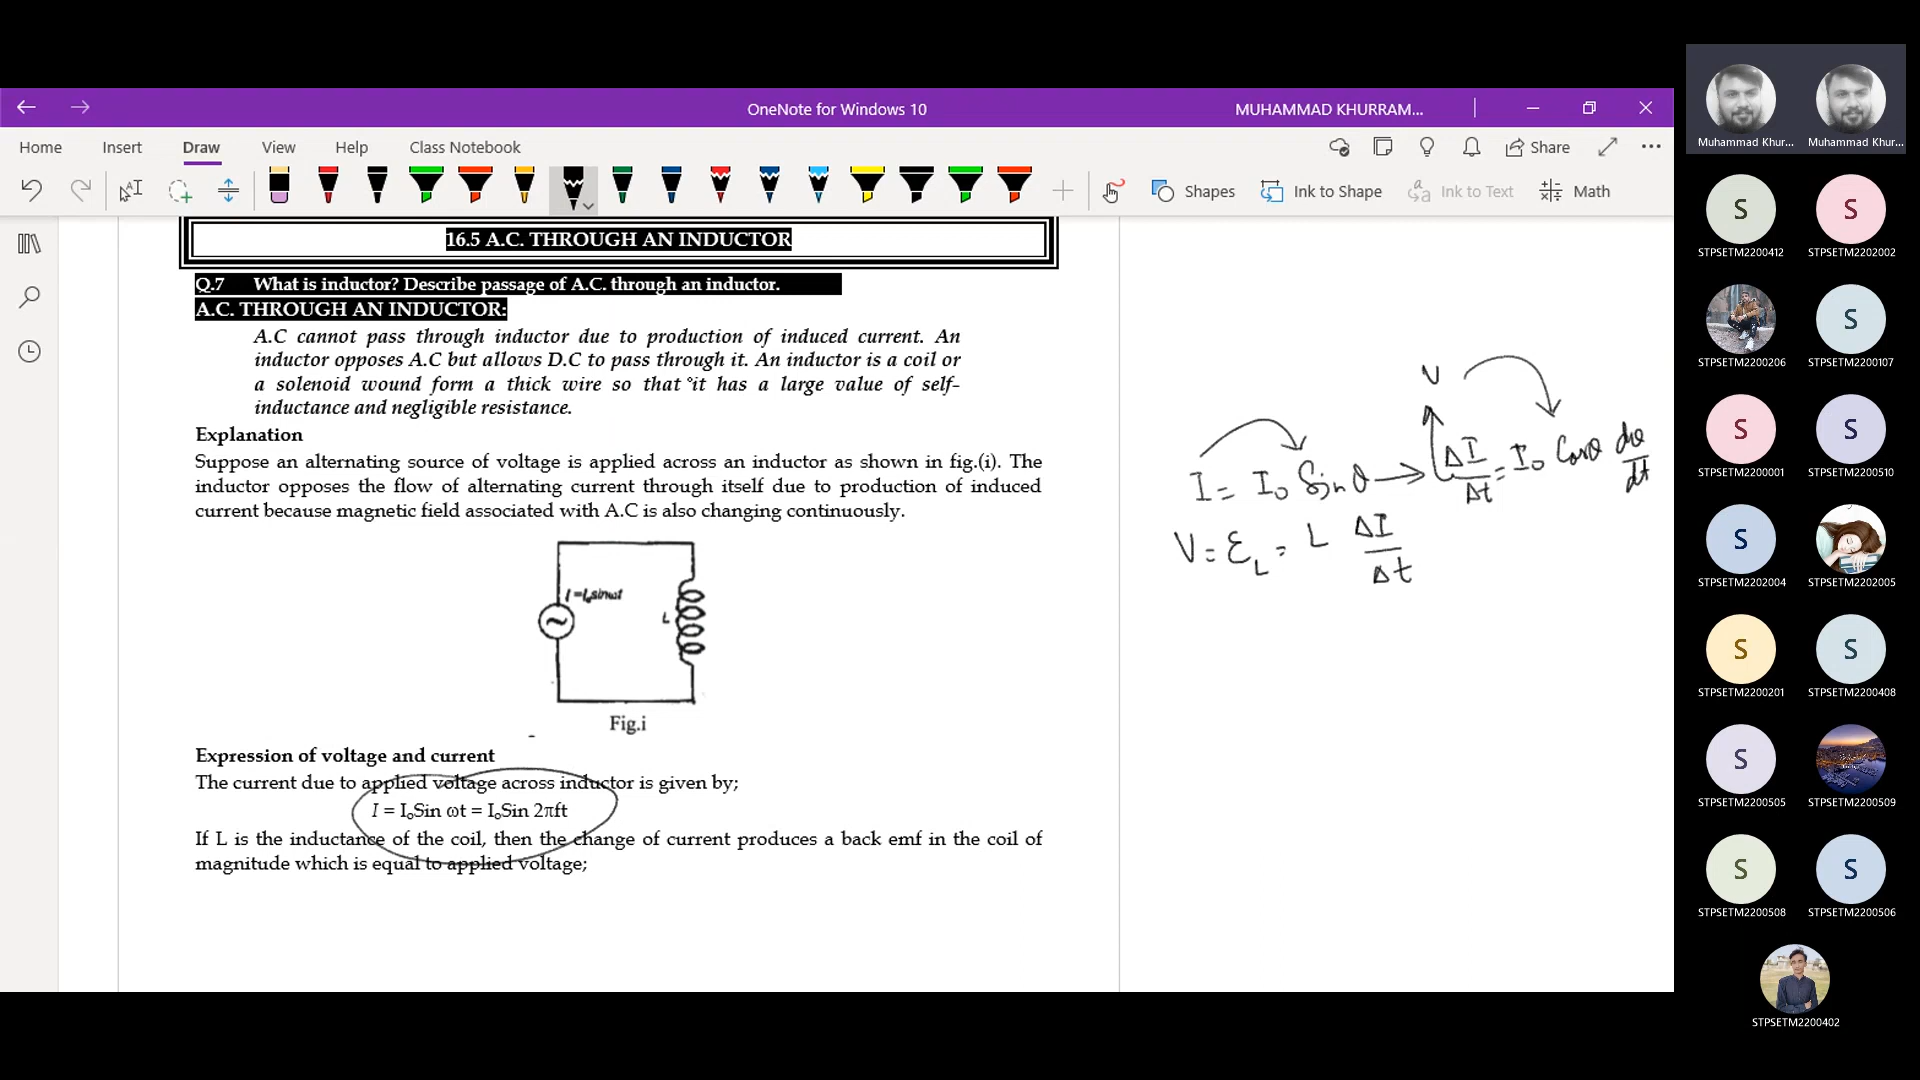 OneNote for Windows 10
MUHAMMAD KHURRAM...
Home Insert Draw View Help Class Notebook
Share
Shapes Ink to Shape Ink to Text Math
16.5 A.C. THROUGH AN INDUCTOR
Q.7 What is inductor? Describe passage of A.C. through an inductor.
A.C. THROUGH AN INDUCTOR:
A.C cannot pass through inductor due to production of induced current. An
inductor opposes A.C but allows D.C to pass through it. An inductor is a coil or
a solenoid wound form a thick wire so that it has a large value of self-
inductance and negligible resistance.
Explanation
Suppose an alternating source of voltage is applied across an inductor as shown in fig.(i). The
inductor opposes the flow of alternating current through itself due to production of induced
current because magnetic field associated with A.C is also changing continuously.
I=I₀sinωt
L
Fig.i
Expression of voltage and current
The current due to applied voltage across inductor is given by;
I = IₒSin ωt = IₒSin 2πft
If L is the inductance of the coil, then the change of current produces a back emf in the coil of
magnitude which is equal to applied voltage;
V
I = I₀ Sinθ → ΔI/Δt = I₀ Cosθ dθ/dt
V = Ɛ_L = L ΔI/Δt
Muhammad Khur... Muhammad Khur...
S S
STPSETM2200412 STPSETM2202002
S
STPSETM2200206 STPSETM2200107
S S
STPSETM2200001 STPSETM2200510
S
STPSETM2202004 STPSETM2202005
S S
STPSETM2200201 STPSETM2200408
S
STPSETM2200505 STPSETM2200509
S S
STPSETM2200508 STPSETM2200506
STPSETM2200402